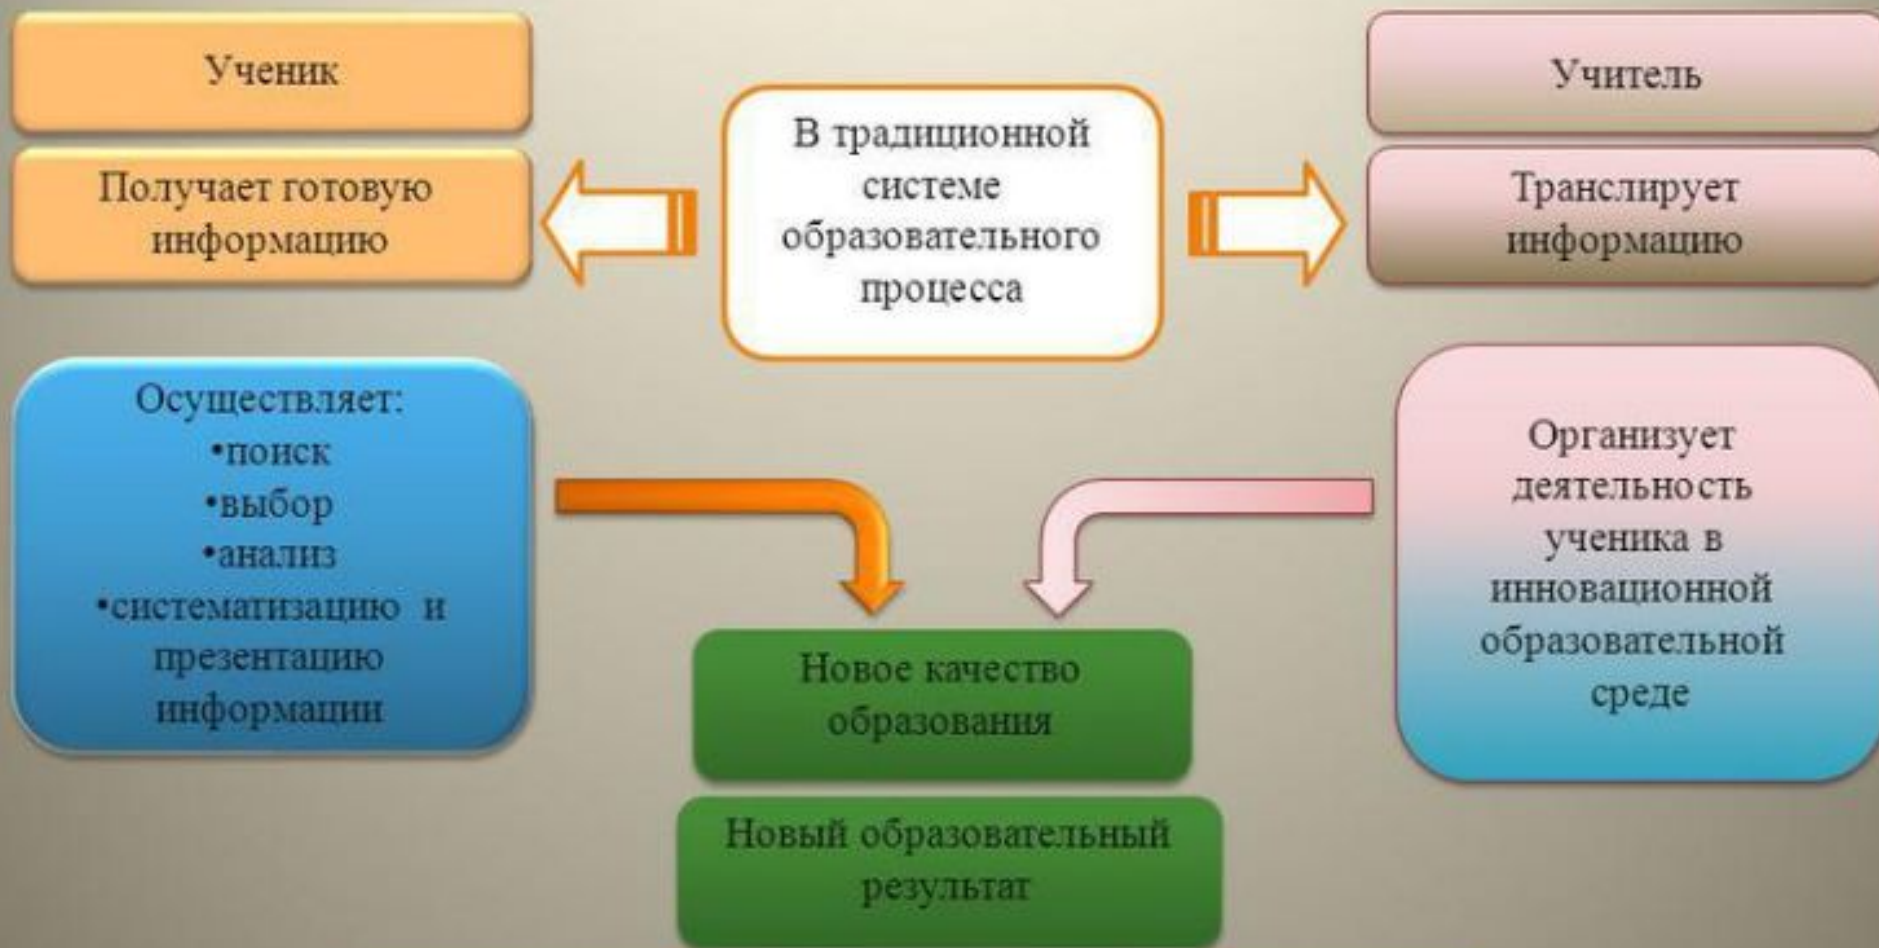 Ученик
Получает готовую
информацию
В традиционной
системе
образовательного
процесса
Учитель
Транслирует
информацию
Осуществляет:
•поиск
•выбор
•анализ
•систематизацию и
презентацию
информации
Организует
деятельность
ученика в
инновационной
образовательной
среде
Новое качество
образования
Новый образовательный
результат